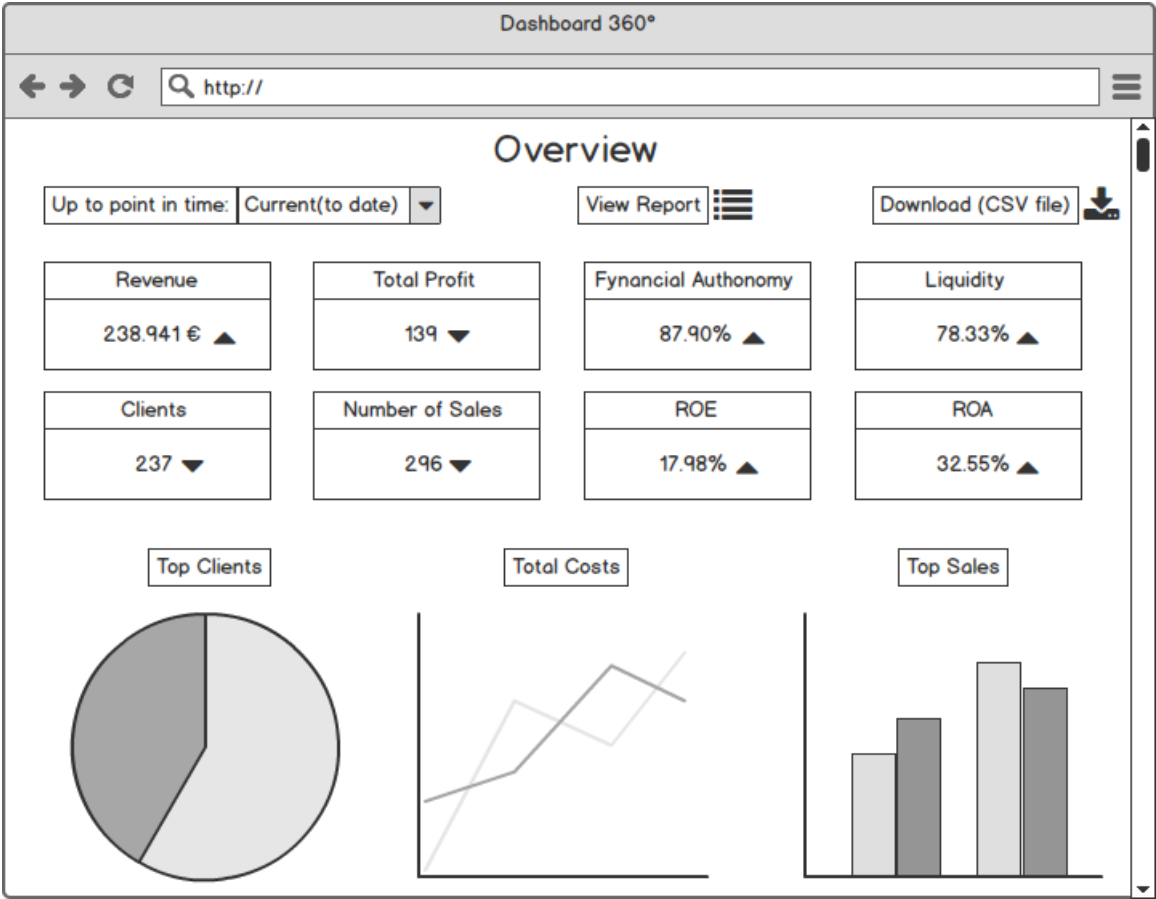 Dashboard 360°
http://
Overview
Up to point in time: Current(to date)
View Report
Download (CSV file)
Revenue
238.941 €
Total Profit
139
Fynancial Authonomy
87.90%
Liquidity
78.33%
Clients
237
Number of Sales
296
ROE
17.98%
ROA
32.55%
Top Clients
Total Costs
Top Sales